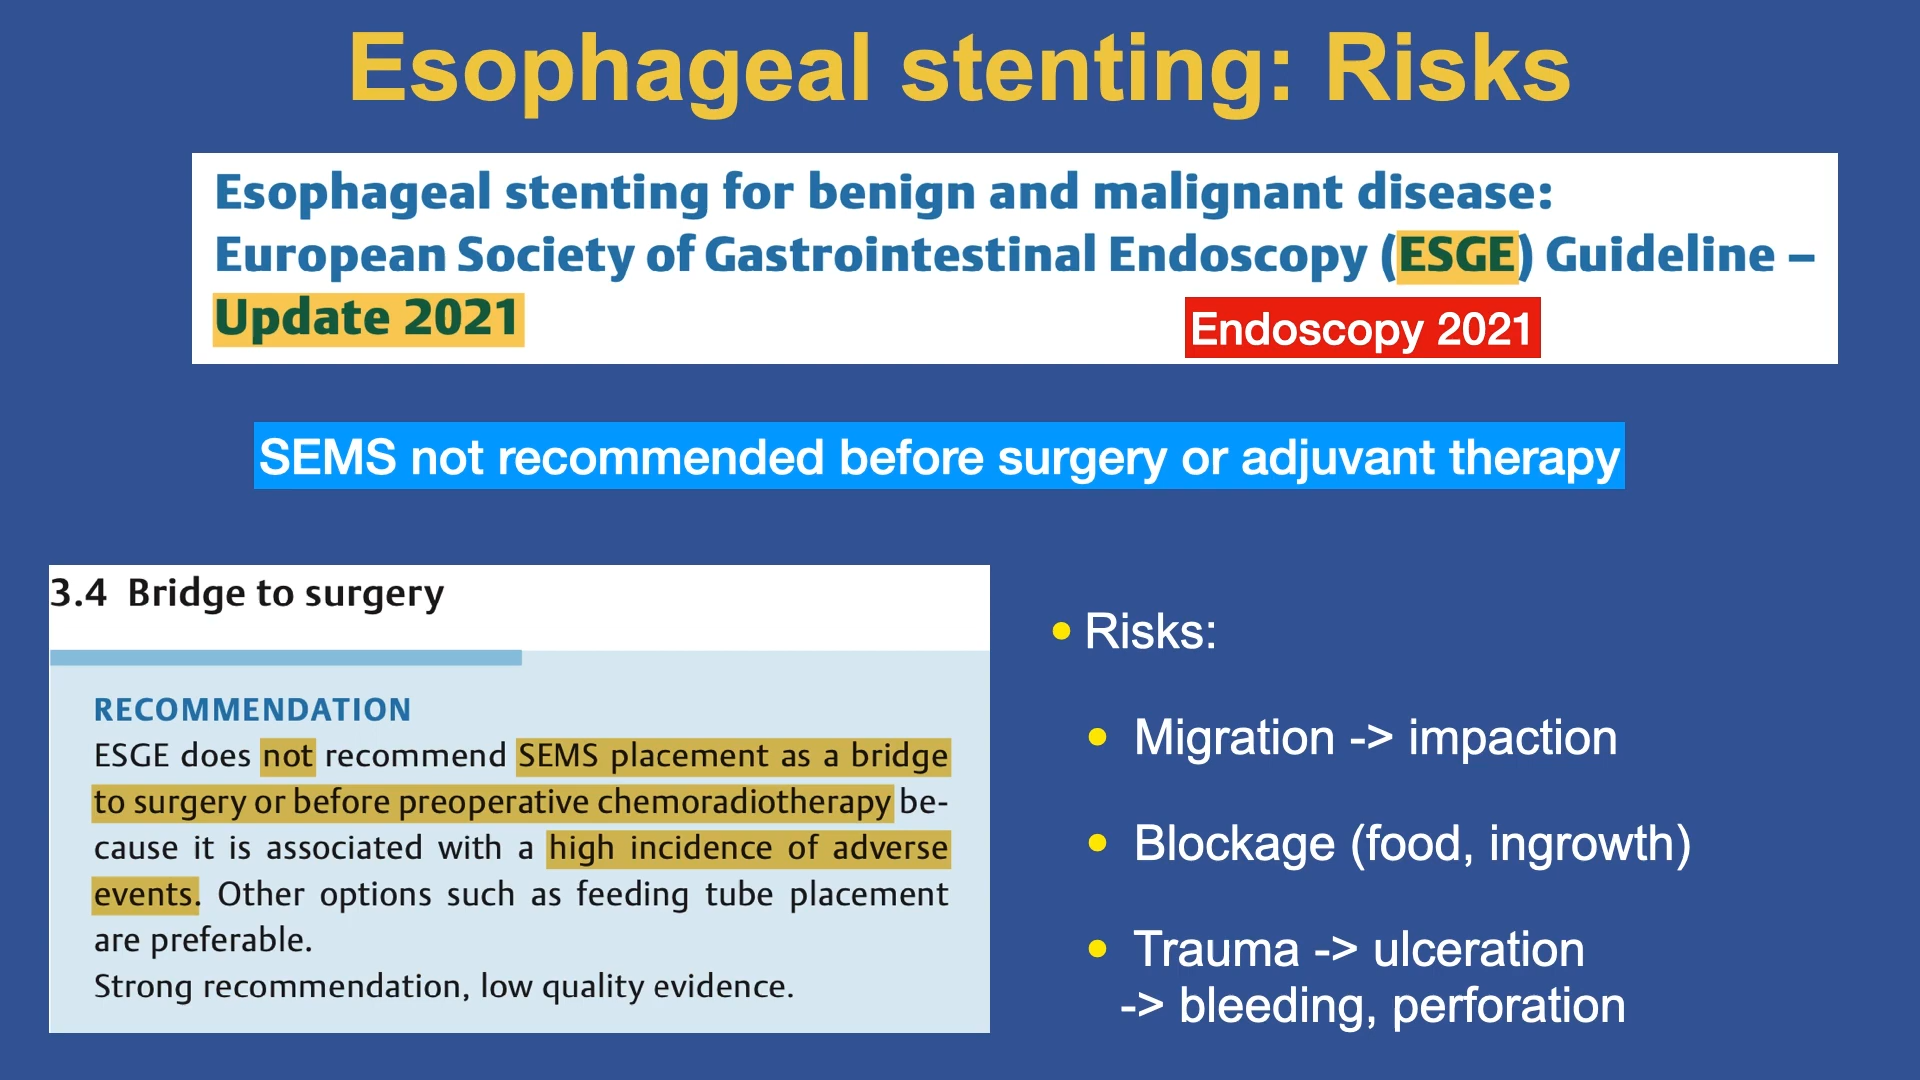 Esophageal stenting: Risks
Esophageal stenting for benign and malignant disease:
European Society of Gastrointestinal Endoscopy (ESGE) Guideline –
Update 2021
Endoscopy 2021
SEMS not recommended before surgery or adjuvant therapy
3.4 Bridge to surgery
RECOMMENDATION
ESGE does not recommend SEMS placement as a bridge
to surgery or before preoperative chemoradiotherapy be-
cause it is associated with a high incidence of adverse
events. Other options such as feeding tube placement
are preferable.
Strong recommendation, low quality evidence.
• Risks:
• Migration -> impaction
• Blockage (food, ingrowth)
• Trauma -> ulceration
-> bleeding, perforation